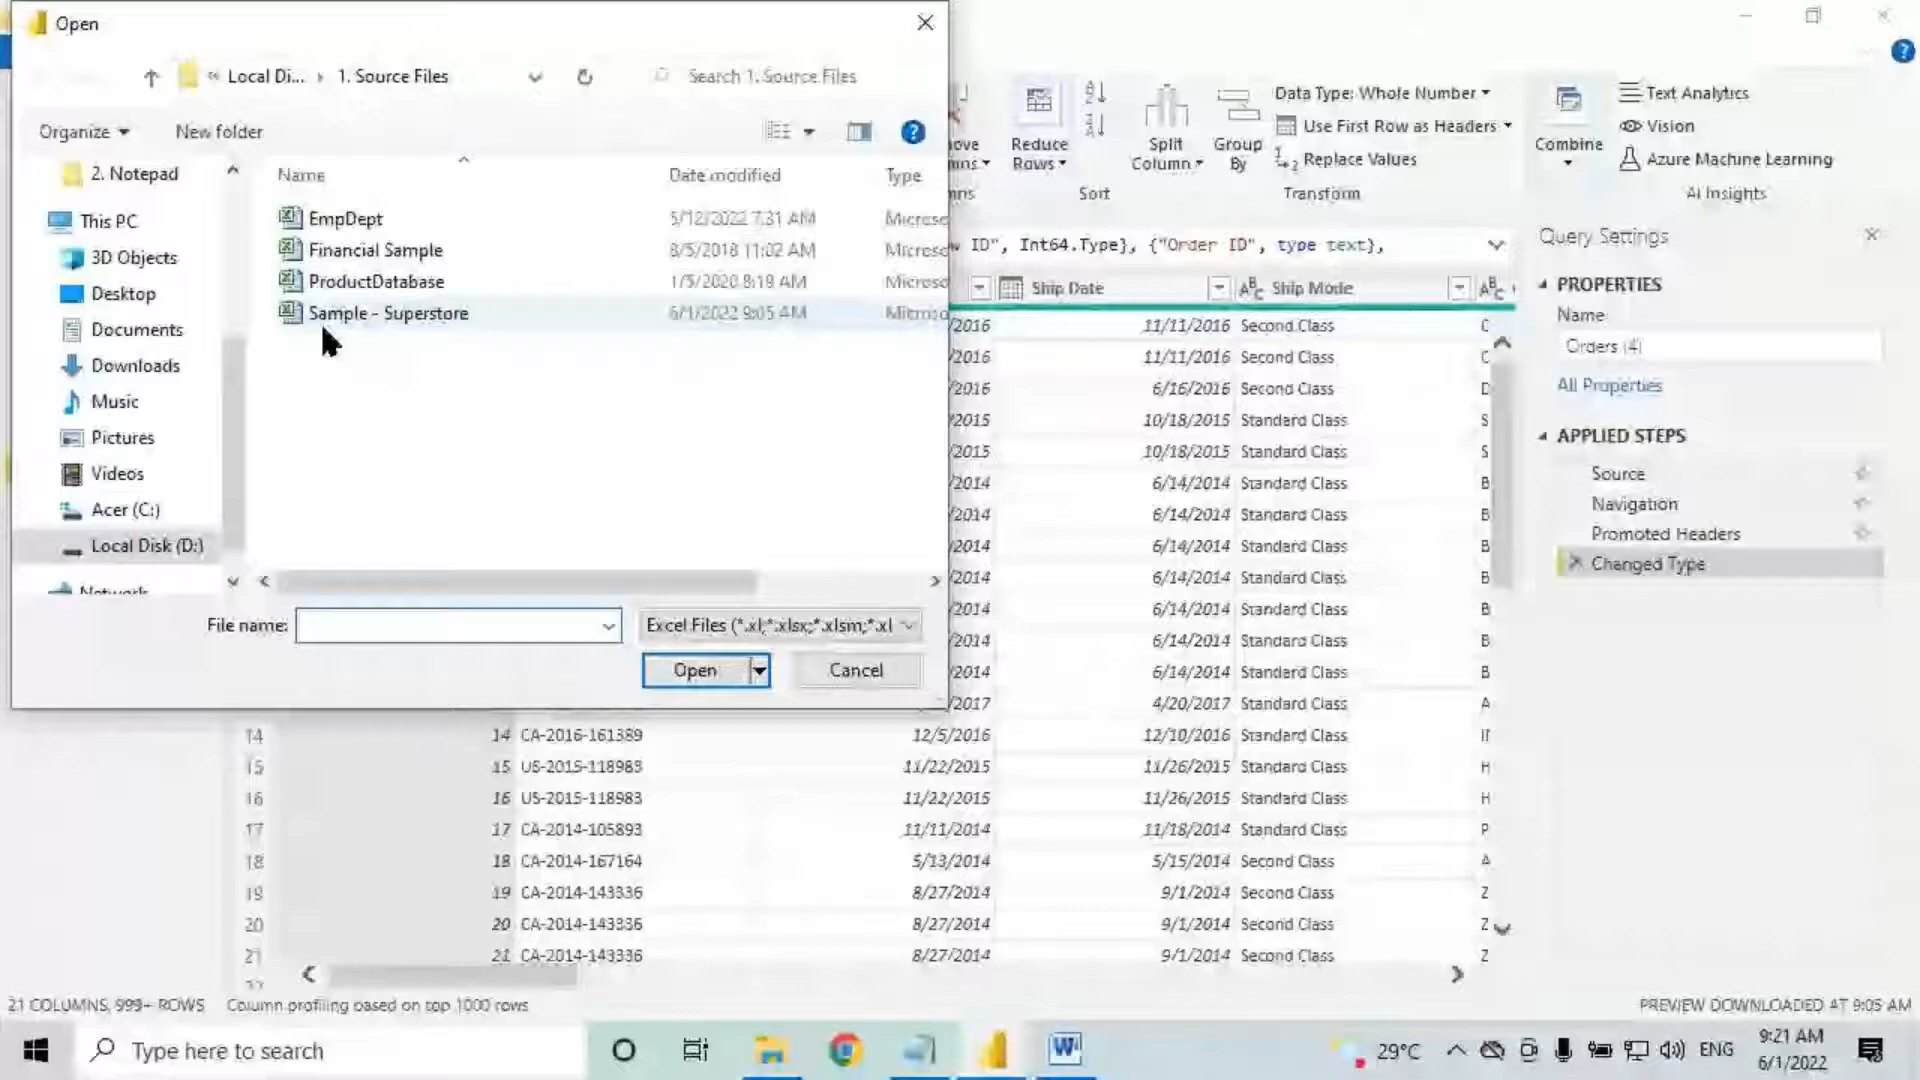 Open
Local Di... › 1. Source Files
Search 1. Source Files
Organize
New folder
2. Notepad
This PC
3D Objects
Desktop
Documents
Downloads
Music
Pictures
Videos
Acer (C:)
Local Disk (D:)
Name Date modified Type
EmpDept 5/12/2022 7:31 AM
Financial Sample 8/5/2018 11:02 AM
ProductDatabase 1/5/2020 8:19 AM
Sample - Superstore 6/1/2022 9:05 AM
File name:
Excel Files (*.xl;*.xlsx;*.xlsm;*.xl
Open
Cancel
Reduce
Rows
Sort
Split
Column
Group
By
Data Type: Whole Number
Use First Row as Headers
Replace Values
Transform
Combine
Text Analytics
Vision
Azure Machine Learning
AI Insights
ID", Int64.Type}, {"Order ID", type text},
Ship Date Ship Mode
/2016 11/11/2016 Second Class C
/2016 11/11/2016 Second Class C
/2016 6/16/2016 Second Class D
/2015 10/18/2015 Standard Class S
/2015 10/18/2015 Standard Class S
/2014 6/14/2014 Standard Class B
/2014 6/14/2014 Standard Class B
/2014 6/14/2014 Standard Class B
/2014 6/14/2014 Standard Class B
/2014 6/14/2014 Standard Class B
/2014 6/14/2014 Standard Class B
/2014 6/14/2014 Standard Class B
/2017 4/20/2017 Standard Class A
14 14 CA-2016-161389 12/5/2016 12/10/2016 Standard Class
15 15 US-2015-118983 11/22/2015 11/26/2015 Standard Class H
16 16 US-2015-118983 11/22/2015 11/26/2015 Standard Class H
17 17 CA-2014-105893 11/11/2014 11/18/2014 Standard Class P
18 18 CA-2014-167164 5/13/2014 5/15/2014 Second Class A
19 19 CA-2014-143336 8/27/2014 9/1/2014 Second Class Z
20 20 CA-2014-143336 8/27/2014 9/1/2014 Second Class Z
21 21 CA-2014-143336 8/27/2014 9/1/2014 Second Class Z
Query Settings
PROPERTIES
Name
Orders (4)
All Properties
APPLIED STEPS
Source
Navigation
Promoted Headers
Changed Type
21 COLUMNS, 999+ ROWS Column profiling based on top 1000 rows
PREVIEW DOWNLOADED AT 9:05 AM
Type here to search
29°C
ENG
9:21 AM
6/1/2022